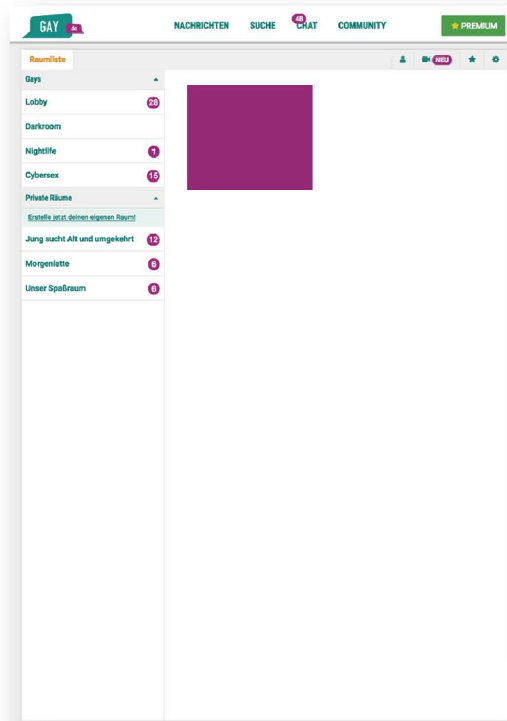 GAY .de
NACHRICHTEN SUCHE 48 CHAT COMMUNITY PREMIUM
Raumliste NEU
Gays
Lobby 28
Darkroom
Nightlife 1
Cybersex 15
Private Räume
Erstelle jetzt deinen eigenen Raum!
Jung sucht Alt und umgekehrt 12
Morgenlatte 6
Unser Spaßraum 6